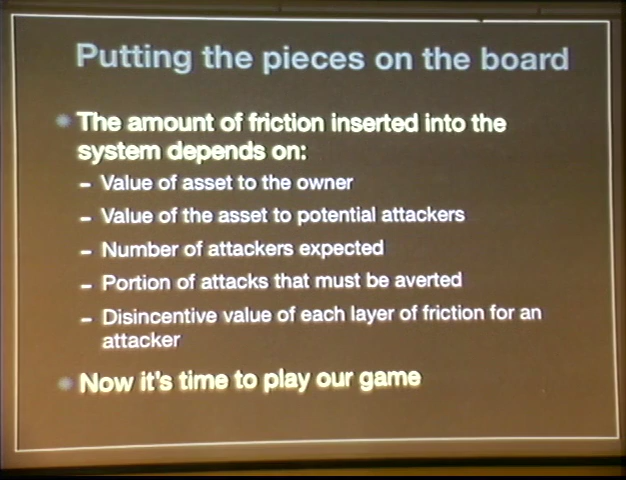 Putting the pieces on the board
The amount of friction inserted into the
system depends on:
– Value of asset to the owner
– Value of the asset to potential attackers
– Number of attackers expected
– Portion of attacks that must be averted
– Disincentive value of each layer of friction for an
attacker
Now it's time to play our game